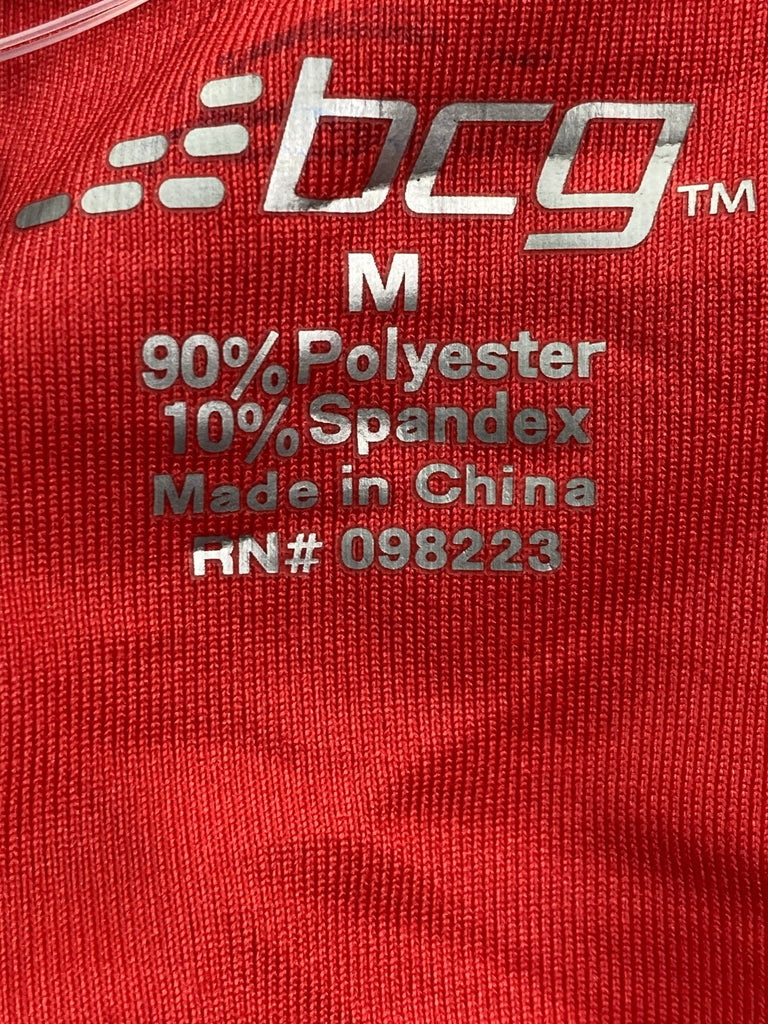 bcg™
M
90% Polyester
10% Spandex
Made in China
RN# 098223